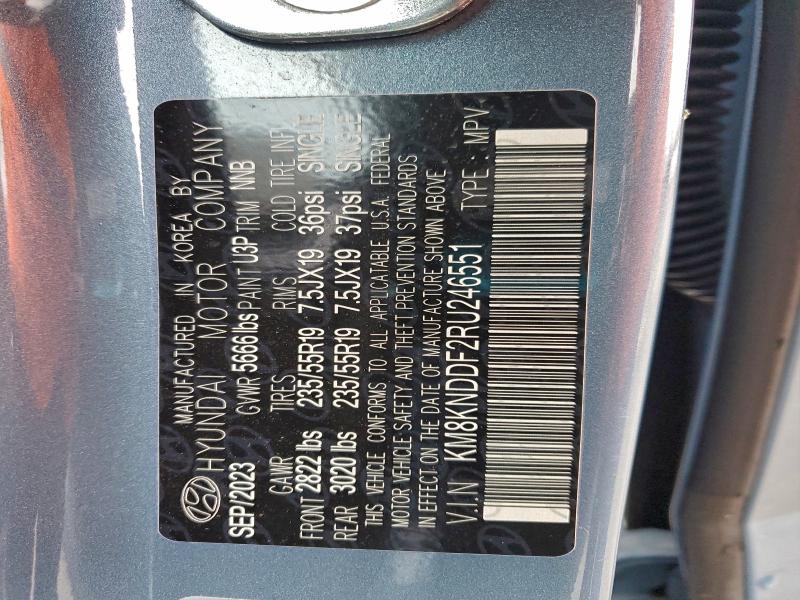 MANUFACTURED IN KOREA BY
HYUNDAI MOTOR COMPANY
SEP/2023 GVWR 5666 lbs PAINT U3P TRIM NNB
GAWR TIRES RIMS COLD TIRE INF
FRONT 2822 lbs 235/55R19 7.5JX19 36psi SINGLE
REAR 3020 lbs 235/55R19 7.5JX19 37psi SINGLE
THIS VEHICLE CONFORMS TO ALL APPLICABLE U.S.A. FEDERAL
MOTOR VEHICLE SAFETY AND THEFT PREVENTION STANDARDS
IN EFFECT ON THE DATE OF MANUFACTURE SHOWN ABOVE
V.I.N KM8KNDDF2RU246551 TYPE MPV